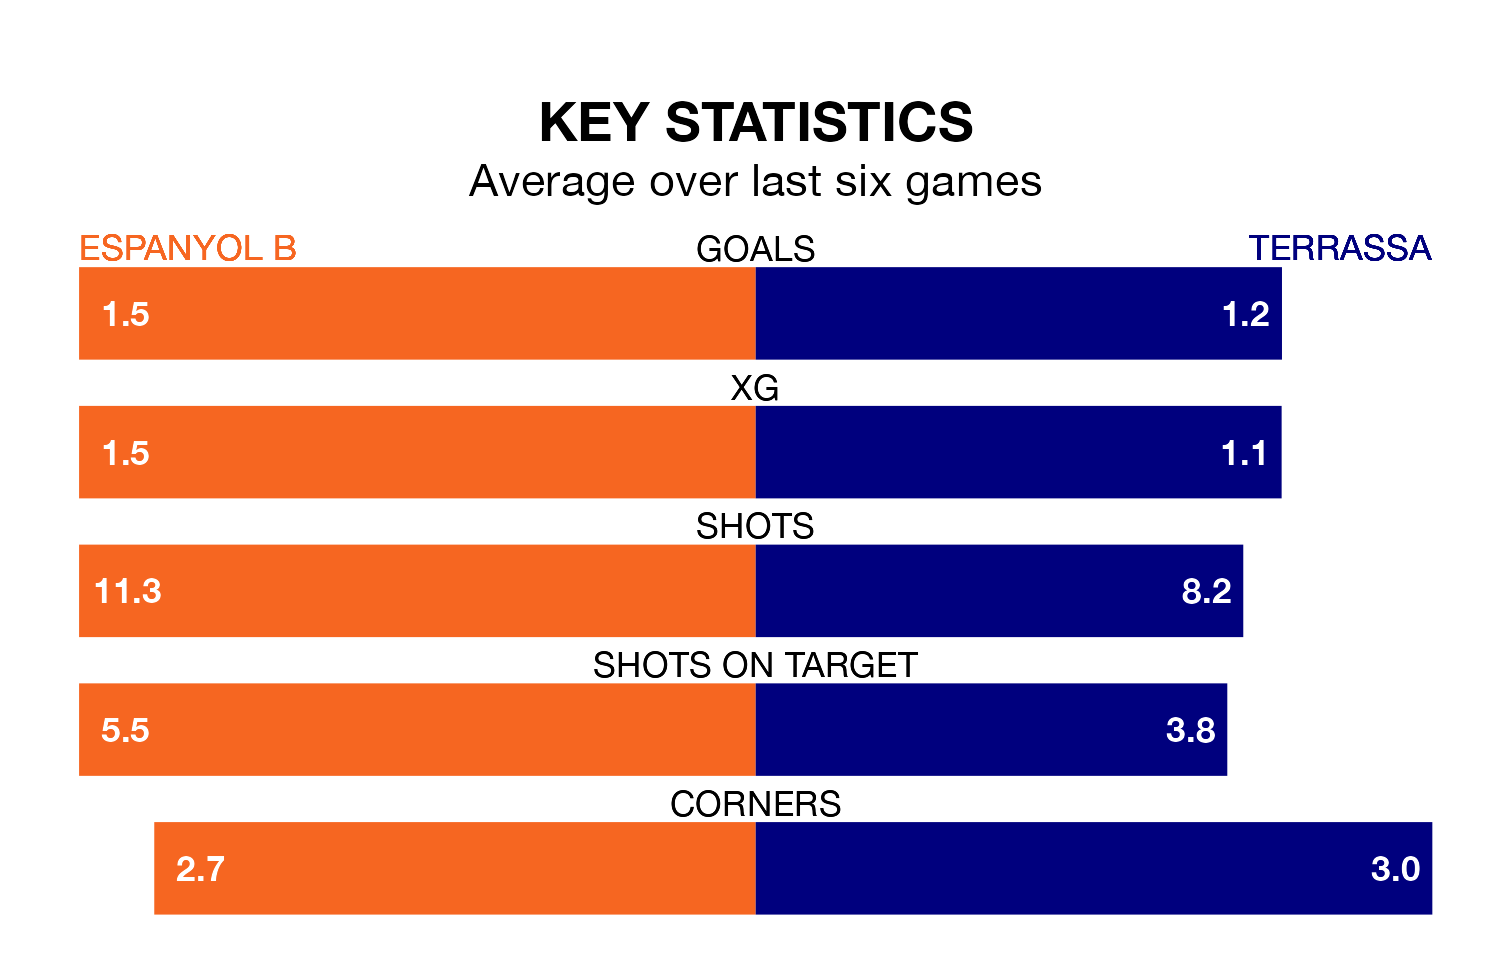 KEY STATISTICS
Average over last six games
ESPANYOL B GOALS TERRASSA
1.5 1.2
XG
1.5 1.1
SHOTS
11.3 8.2
SHOTS ON TARGET
5.5 3.8
CORNERS
2.7 3.0